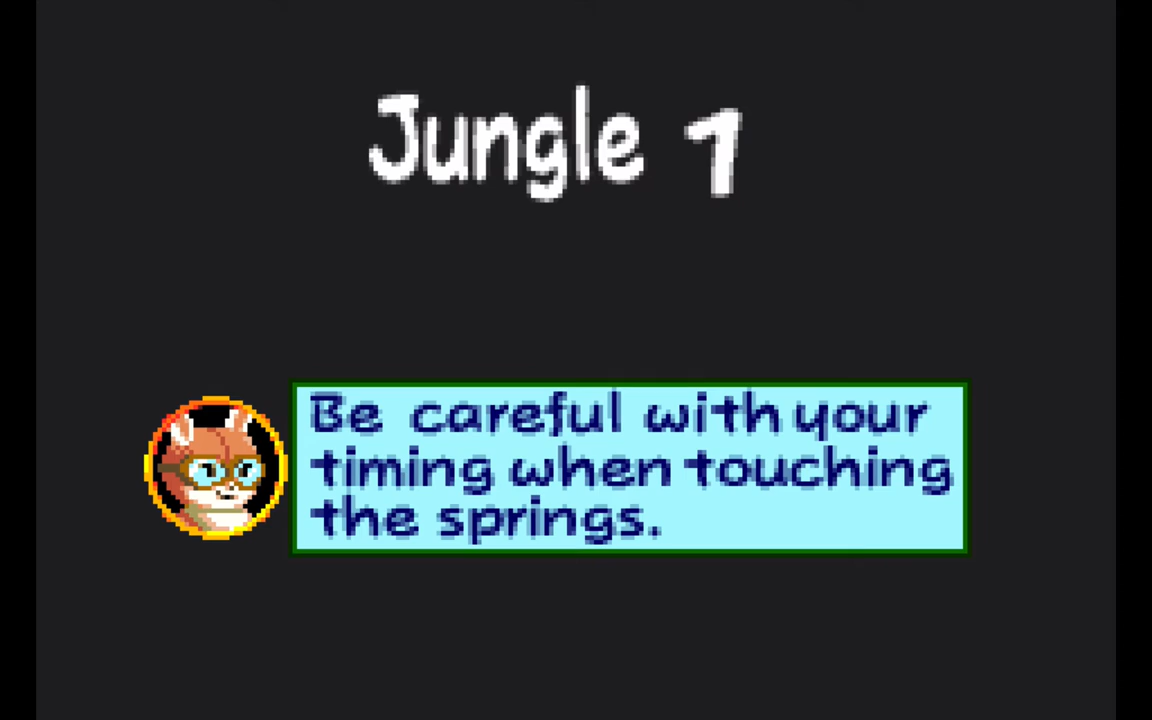 Jungle 1
Be careful with your
timing when touching
the springs.